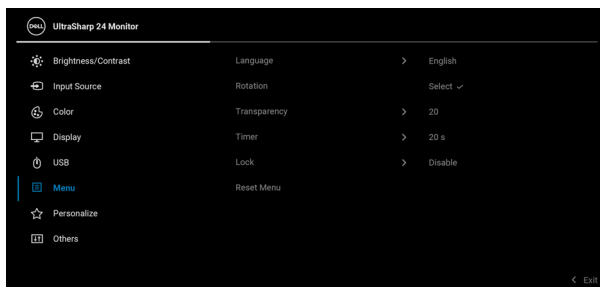 DELL UltraSharp 24 Monitor
Brightness/Contrast Language > English
Input Source Rotation Select ✓
Color Transparency > 20
Display Timer > 20 s
USB Lock > Disable
Menu Reset Menu
Personalize
Others
< Exit